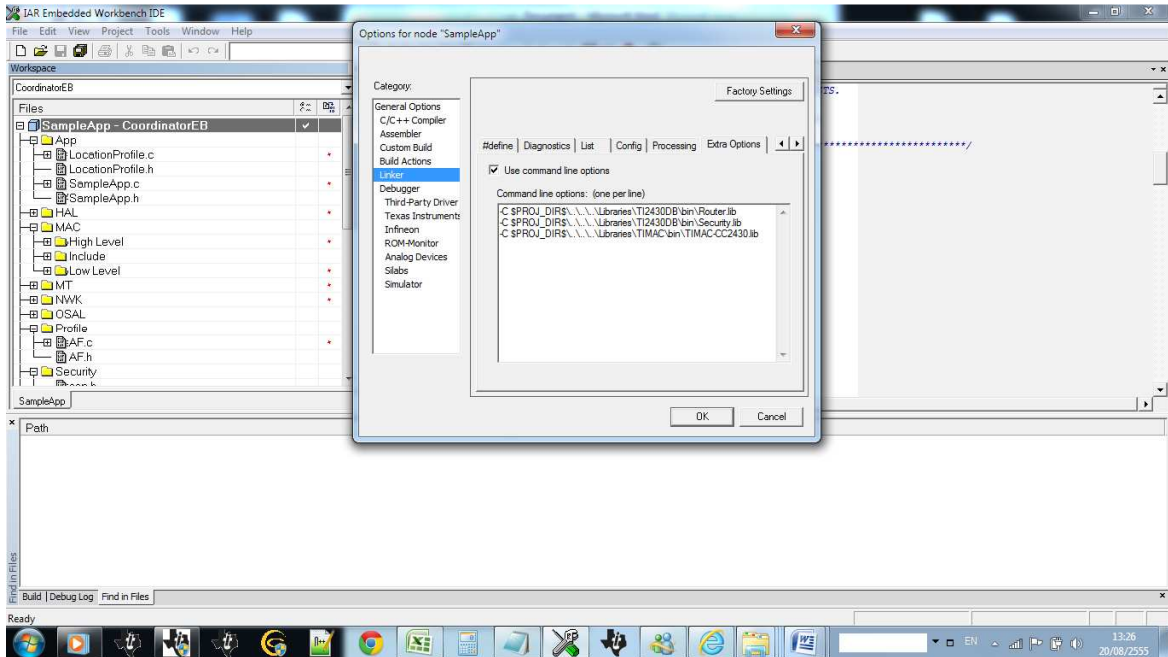 IAR Embedded Workbench IDE
File Edit View Project Tools Window Help
Workspace
CoordinatorEB
Files
SampleApp - CoordinatorEB
App
LocationProfile.c
LocationProfile.h
SampleApp.c
SampleApp.h
HAL
MAC
High Level
Include
Low Level
MT
NWK
OSAL
Profile
AF.c
AF.h
Security
SampleApp
Options for node "SampleApp"
Category:
General Options
C/C++ Compiler
Assembler
Custom Build
Build Actions
Linker
Debugger
Third-Party Driver
Texas Instruments
Infineon
ROM-Monitor
Analog Devices
Silabs
Simulator
Factory Settings
#define Diagnostics List Config Processing Extra Options
Use command line options
Command line options: (one per line)
-C $PROJ_DIR$\..\..\..\Libraries\TI2430DB\bin\Router.lib
-C $PROJ_DIR$\..\..\..\Libraries\TI2430DB\bin\Security.lib
-C $PROJ_DIR$\..\..\..\Libraries\TIMAC\bin\TIMAC-CC2430.lib
OK Cancel
TS.
************************/
Path
Find in Files
Build Debug Log Find in Files
Ready
EN
13:26
20/08/2555